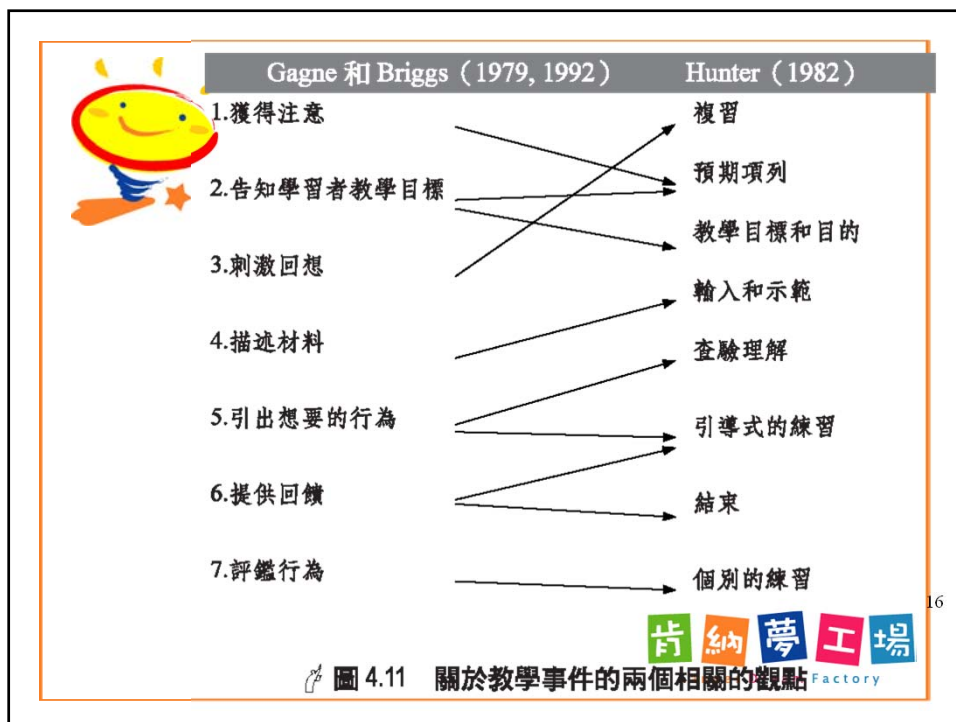 Gagne 和 Briggs（1979, 1992） Hunter（1982）
1.獲得注意 複習
預期項列
2.告知學習者教學目標
教學目標和目的
3.刺激回想
輸入和示範
4.描述材料
查驗理解
5.引出想要的行為 引導式的練習
6.提供回饋 結束
7.評鑑行為 個別的練習
16
肯納夢工場
Factory
圖 4.11 關於教學事件的兩個相關的觀點